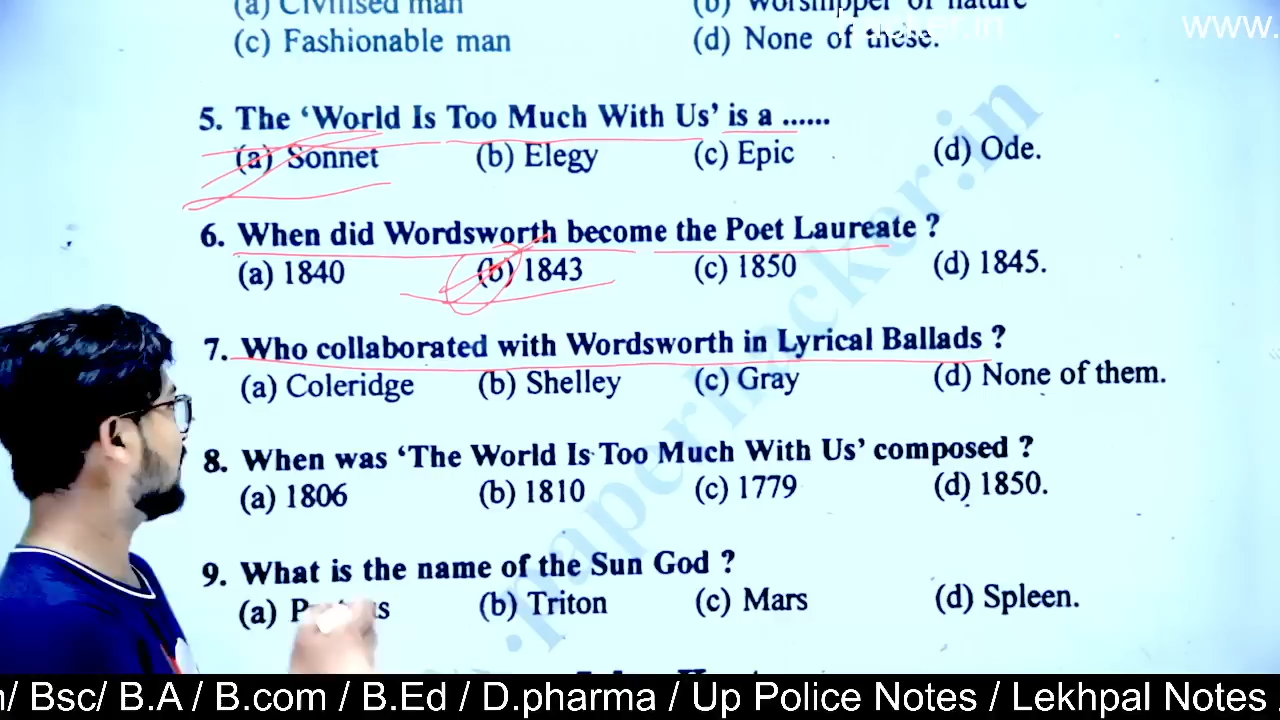 (a) Civilised man (b) Worshipper of nature
www.
(c) Fashionable man (d) None of these.
5. The ‘World Is Too Much With Us’ is a ......
(a) Sonnet (b) Elegy (c) Epic (d) Ode.
6. When did Wordsworth become the Poet Laureate ?
(a) 1840 (b) 1843 (c) 1850 (d) 1845.
7. Who collaborated with Wordsworth in Lyrical Ballads ?
(a) Coleridge (b) Shelley (c) Gray (d) None of them.
8. When was ‘The World Is Too Much With Us’ composed ?
(a) 1806 (b) 1810 (c) 1779 (d) 1850.
9. What is the name of the Sun God ?
(a) (b) Triton (c) Mars (d) Spleen.
/ Bsc/ B.A / B.com / B.Ed / D.pharma / Up Police Notes / Lekhpal Notes